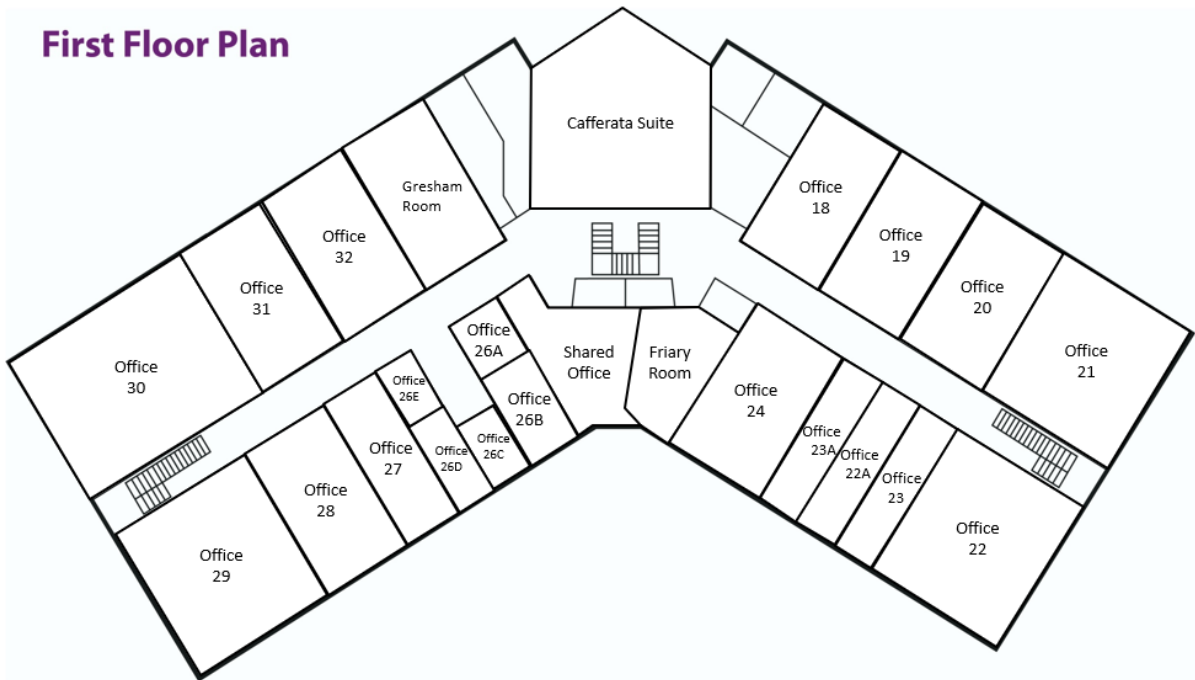 First Floor Plan
Cafferata Suite
Gresham
Room
Office
18
Office
32
Office
19
Office
31
Office
20
Office
30
Office
21
Office
26A
Shared
Office
Friary
Room
Office
26E
Office
26B
Office
24
Office
27
Office
26D
Office
26C
Office
23A
Office
22A
Office
23
Office
28
Office
29
Office
22